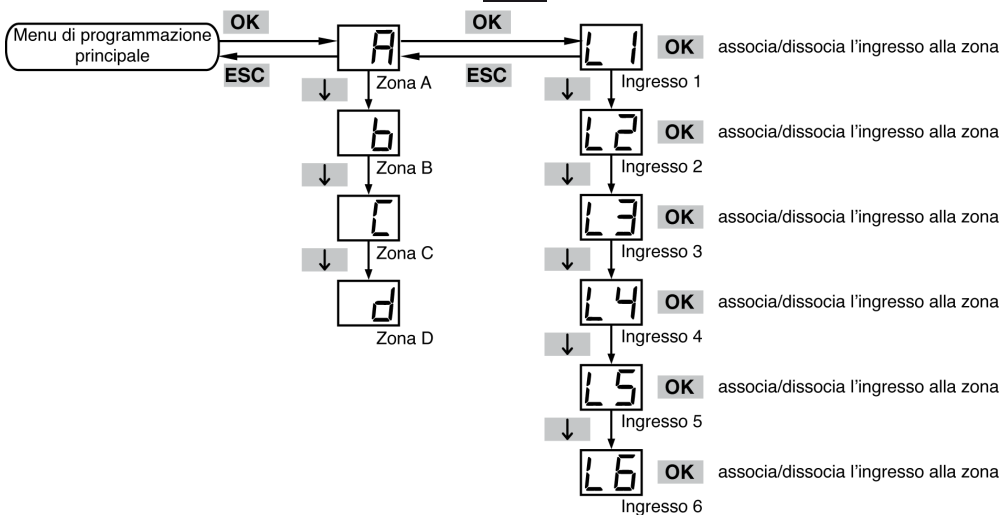 OK
OK
Menu di programmazione
principale
A
L1
OK associa/dissocia l'ingresso alla zona
ESC
ESC
Zona A
Ingresso 1
b
L2
OK associa/dissocia l'ingresso alla zona
Zona B
Ingresso 2
C
L3
OK associa/dissocia l'ingresso alla zona
Zona C
Ingresso 3
d
L4
OK associa/dissocia l'ingresso alla zona
Zona D
Ingresso 4
L5
OK associa/dissocia l'ingresso alla zona
Ingresso 5
L6
OK associa/dissocia l'ingresso alla zona
Ingresso 6